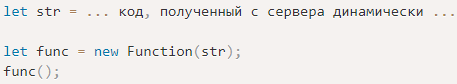 let str = ... код, полученный с сервера динамически ...
let func = new Function(str);
func();